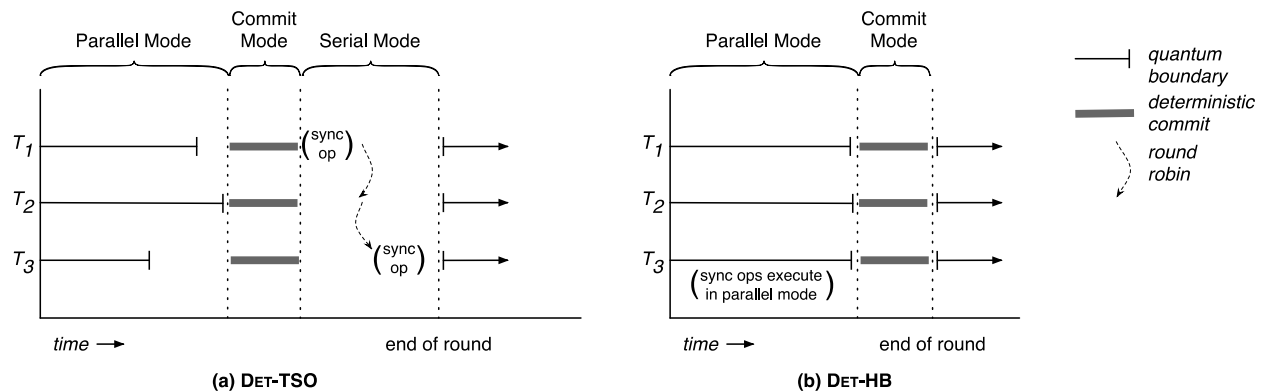 Parallel Mode
Commit
Mode
Serial Mode
T1
T2
T3
(sync
op)
(sync
op)
time
end of round
(a) DET-TSO
Parallel Mode
Commit
Mode
T1
T2
T3
(sync ops execute
in parallel mode)
time
end of round
(b) DET-HB
quantum
boundary
deterministic
commit
round
robin